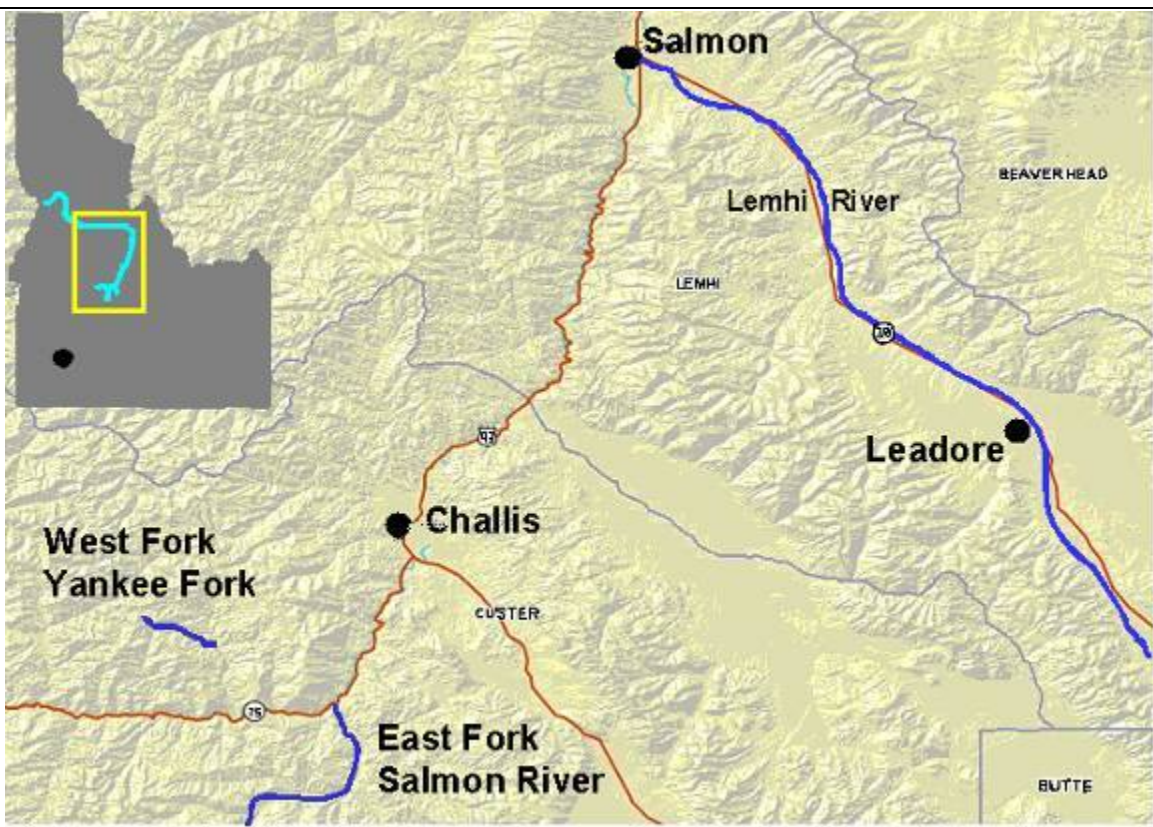 Salmon
BEAVERHEAD
Lemhi River
LEMHI
Leadore
93
Challis
West Fork
Yankee Fork
CUSTER
75
East Fork
Salmon River
BUTTE